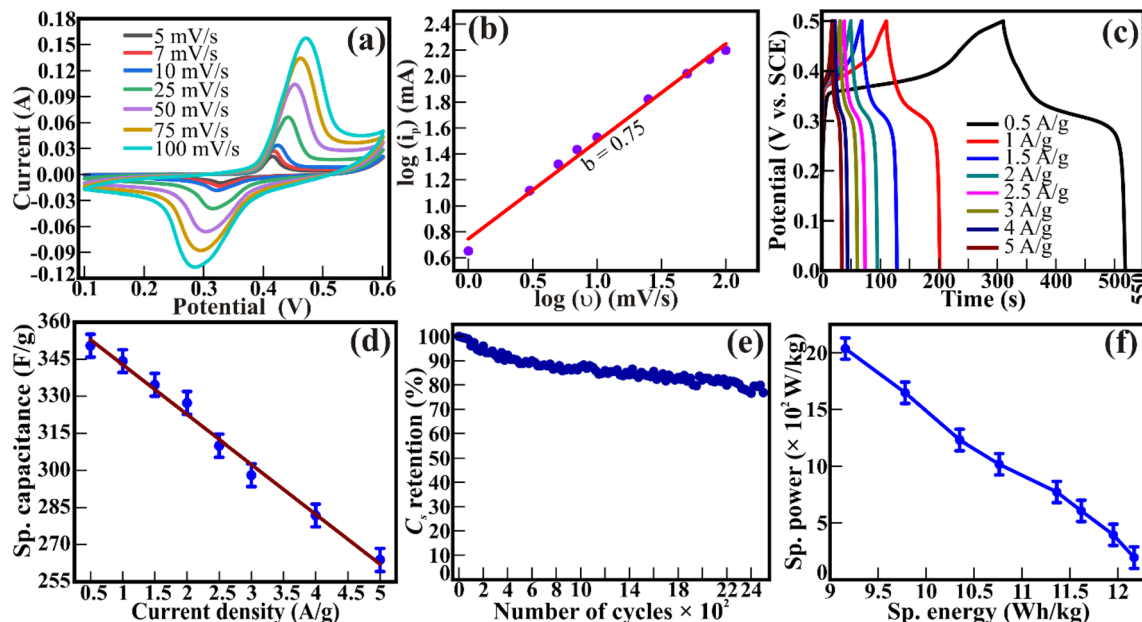 (a)
5 mV/s
7 mV/s
10 mV/s
25 mV/s
50 mV/s
75 mV/s
100 mV/s
Current (A)
0.18
0.15
0.12
0.09
0.06
0.03
0.00
-0.03
-0.06
-0.09
-0.12
0.1 0.2 0.3 0.4 0.5 0.6
Potential (V)
(b)
log (iₚ) (mA)
2.4
2.2
2.0
1.8
1.6
1.4
1.2
1.0
0.8
0.6
b = 0.75
0.0 0.5 1.0 1.5 2.0
log (υ) (mV/s)
(c)
Potential (V vs. SCE)
0.5
0.4
0.3
0.2
0.1
0.0
0.5 A/g
1 A/g
1.5 A/g
2 A/g
2.5 A/g
3 A/g
4 A/g
5 A/g
0 100 200 300 400 500
Time (s)
(d)
Sp. capacitance (F/g)
360
345
330
315
300
285
270
255
0.5 1 1.5 2 2.5 3 3.5 4 4.5 5
Current density (A/g)
(e)
Cₛ retention (%)
100
90
80
70
60
50
40
30
20
10
0
0 2 4 6 8 10 14 18 22 24
Number of cycles × 10²
(f)
Sp. power (× 10² W/kg)
20
15
10
5
0
9 9.5 10 10.5 11 11.5 12
Sp. energy (Wh/kg)